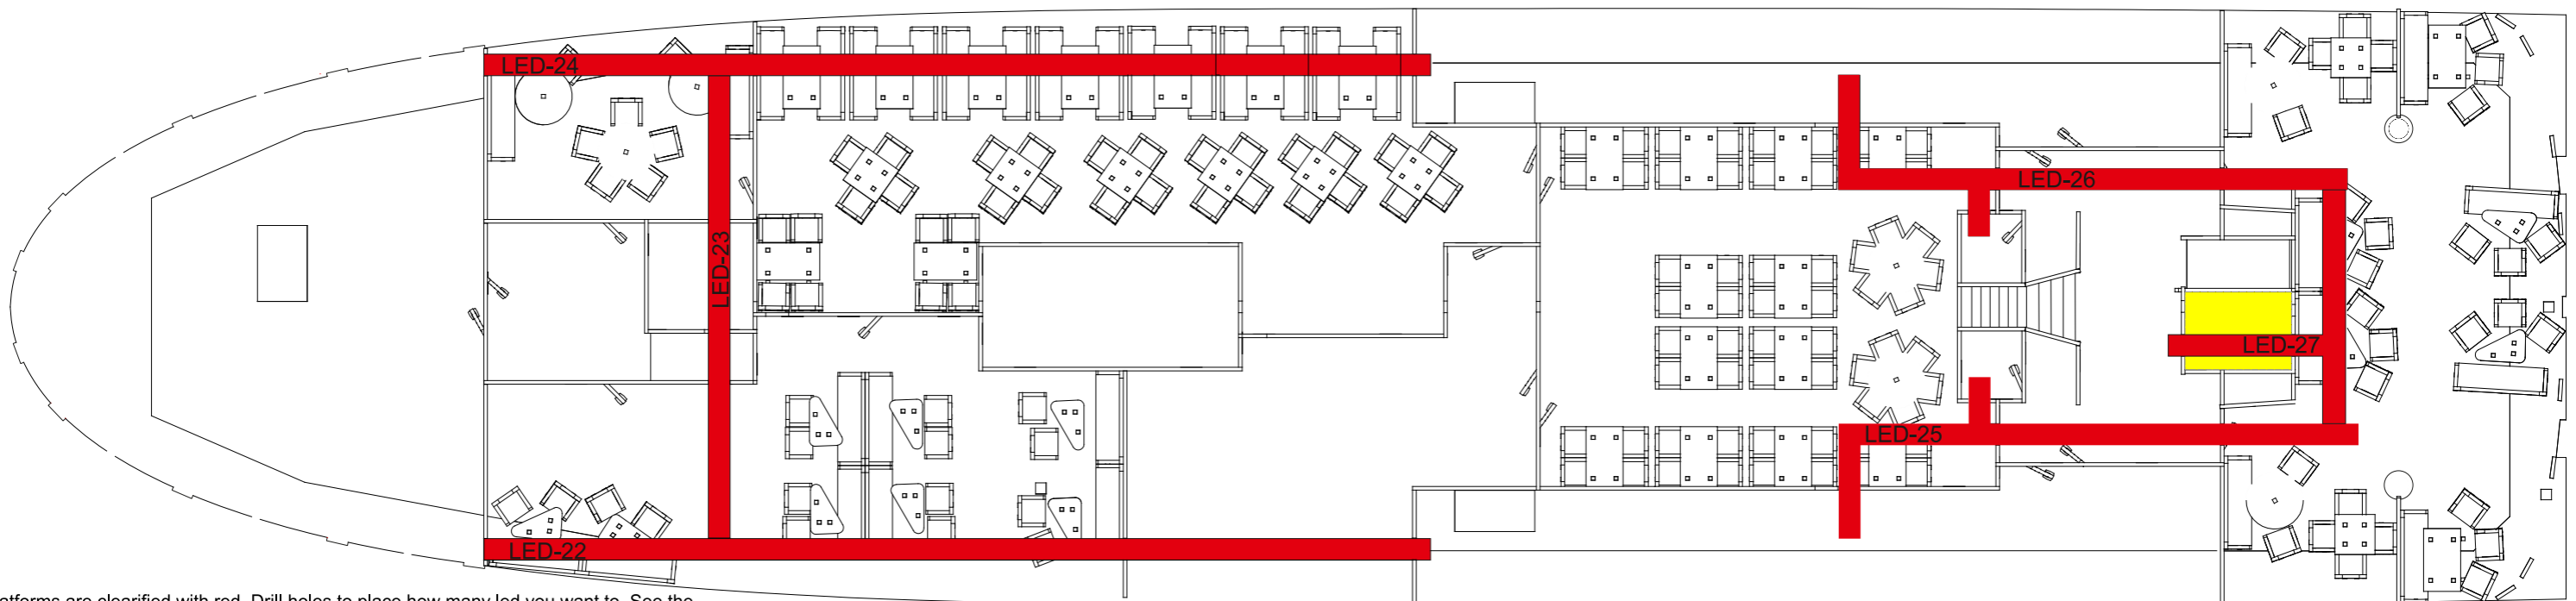 LED-24
LED-26
LED-23
LED-27
LED-25
LED-22
atforms are clearified with red. Drill holes to place how many led you want to. See the